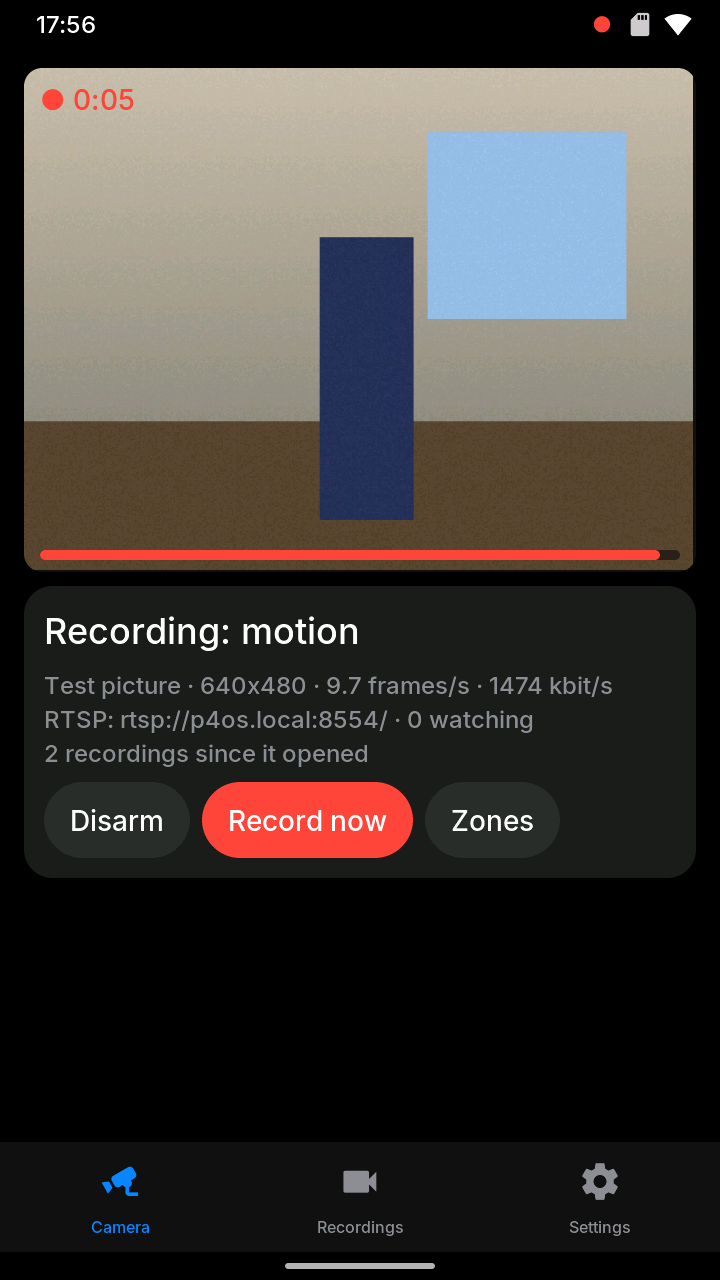 17:56
0:05
Recording: motion
Test picture · 640x480 · 9.7 frames/s · 1474 kbit/s
RTSP: rtsp://p4os.local:8554/ · 0 watching
2 recordings since it opened
Disarm
Record now
Zones
Camera
Recordings
Settings